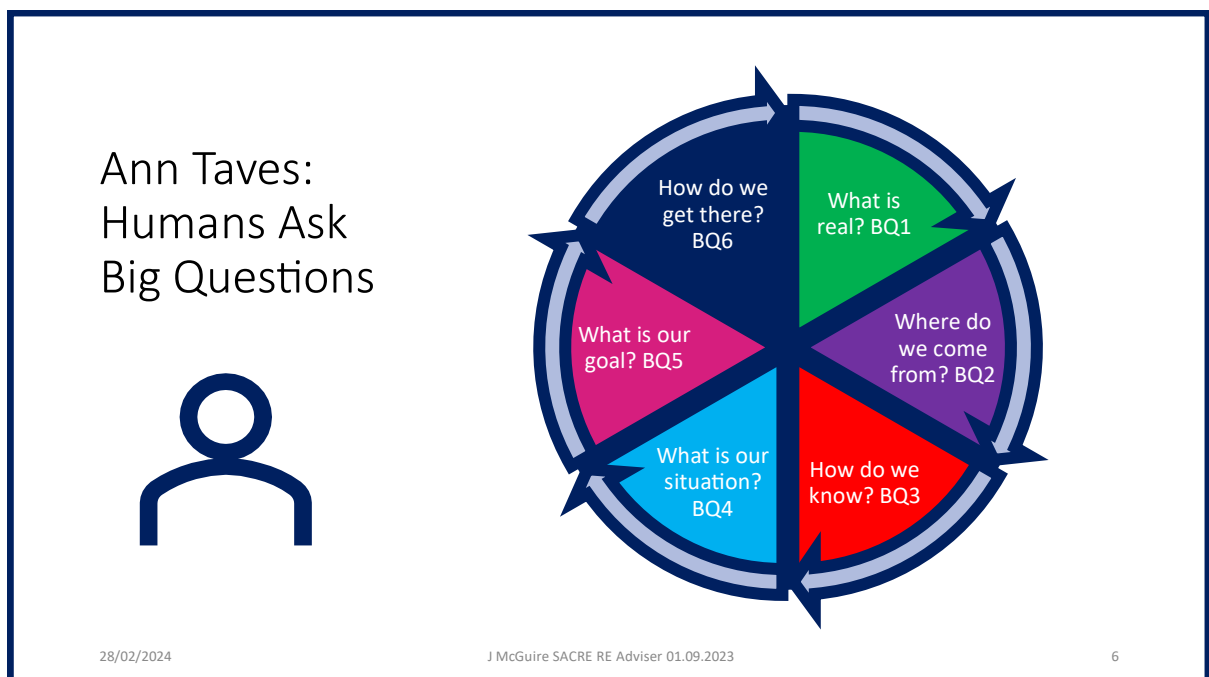 Ann Taves:
Humans Ask
Big Questions
How do we
get there?
BQ6
What is
real? BQ1
Where do
we come
from? BQ2
How do we
know? BQ3
What is our
situation?
BQ4
What is our
goal? BQ5
28/02/2024
J McGuire SACRE RE Adviser 01.09.2023
6